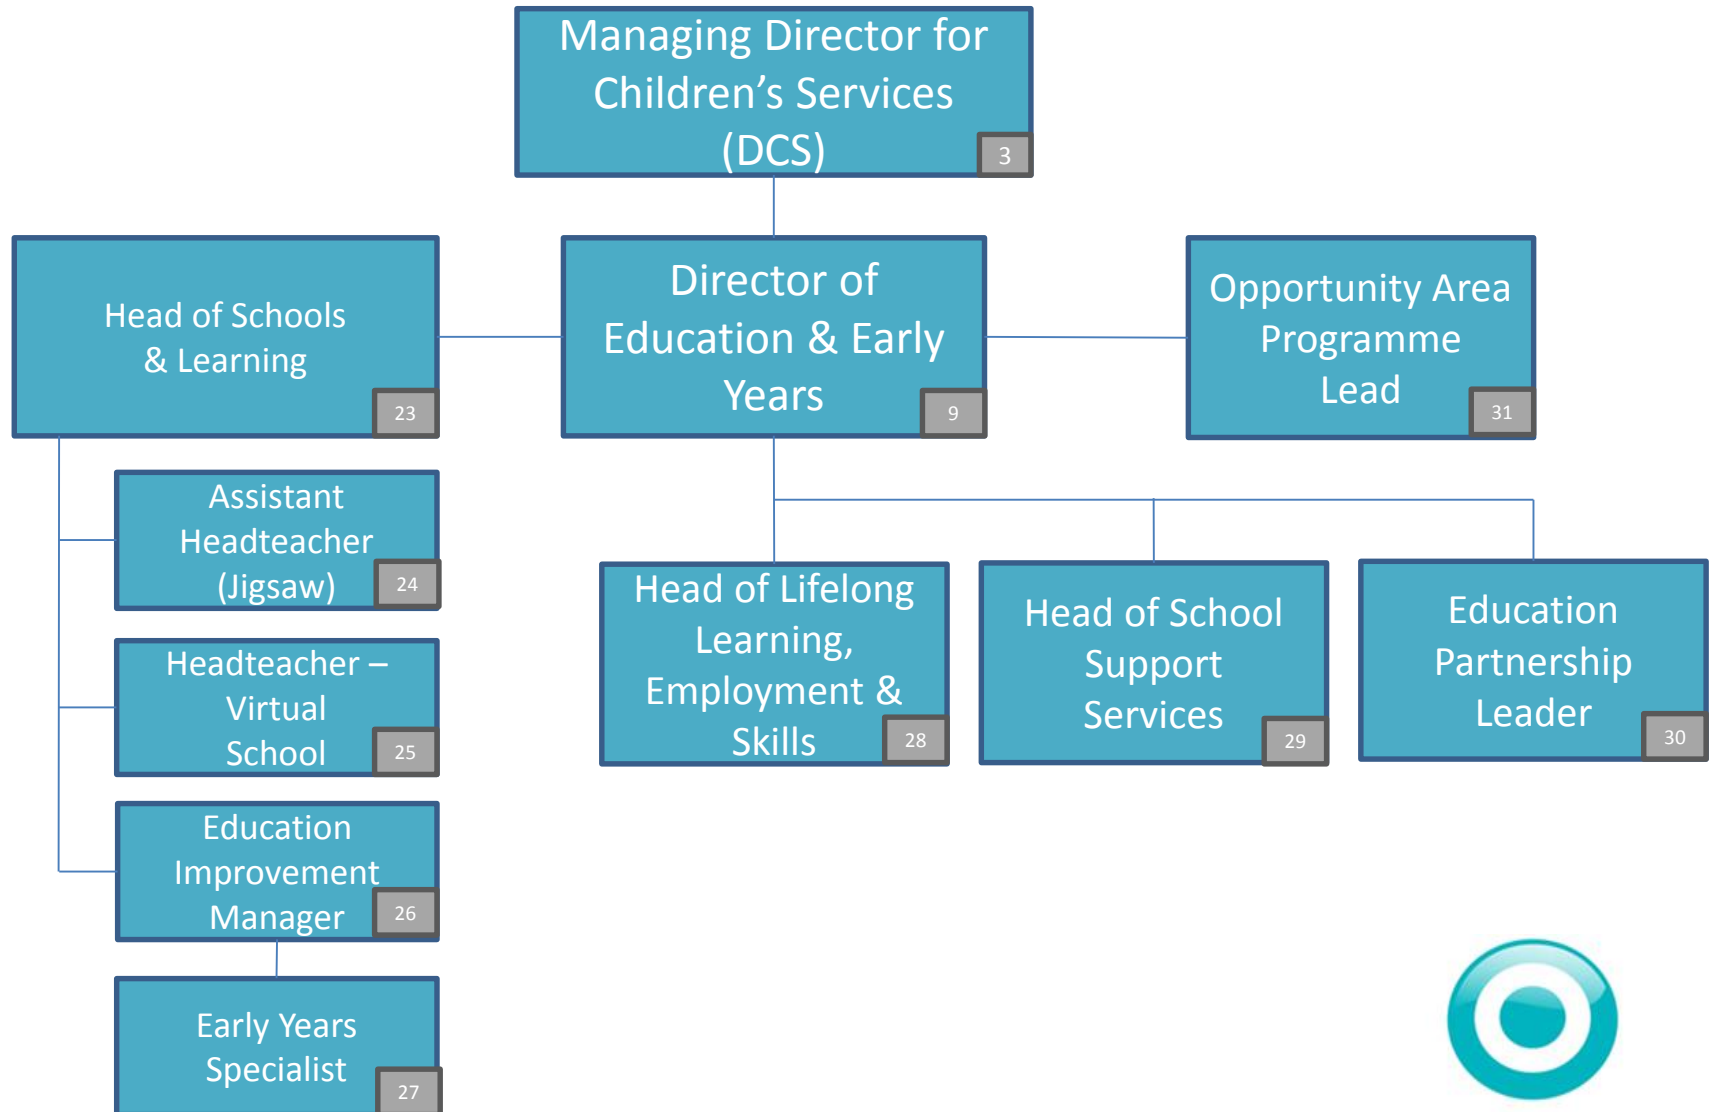 Managing Director for
Children’s Services
(DCS)
3
Head of Schools
& Learning
23
Director of
Education & Early
Years
9
Opportunity Area
Programme
Lead
31
Assistant
Headteacher
(Jigsaw)
24
Headteacher –
Virtual
School
25
Education
Improvement
Manager
26
Early Years
Specialist
27
Head of Lifelong
Learning,
Employment &
Skills
28
Head of School
Support
Services
29
Education
Partnership
Leader
30